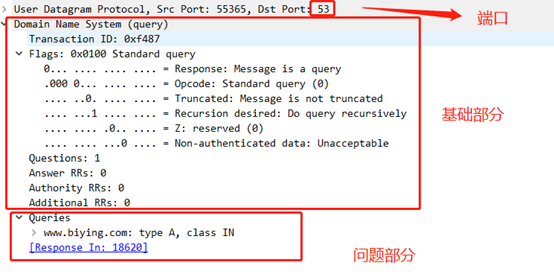 User Datagram Protocol, Src Port: 55365, Dst Port: 53
端口
Domain Name System (query)
Transaction ID: 0xf487
Flags: 0x0100 Standard query
0... .... .... .... = Response: Message is a query
.000 0... .... .... = Opcode: Standard query (0)
.... ..0. .... .... = Truncated: Message is not truncated
.... ...1 .... .... = Recursion desired: Do query recursively
.... .... .0.. .... = Z: reserved (0)
.... .... ...0 .... = Non-authenticated data: Unacceptable
基础部分
Questions: 1
Answer RRs: 0
Authority RRs: 0
Additional RRs: 0
Queries
www.biying.com: type A, class IN
[Response In: 18620]
问题部分